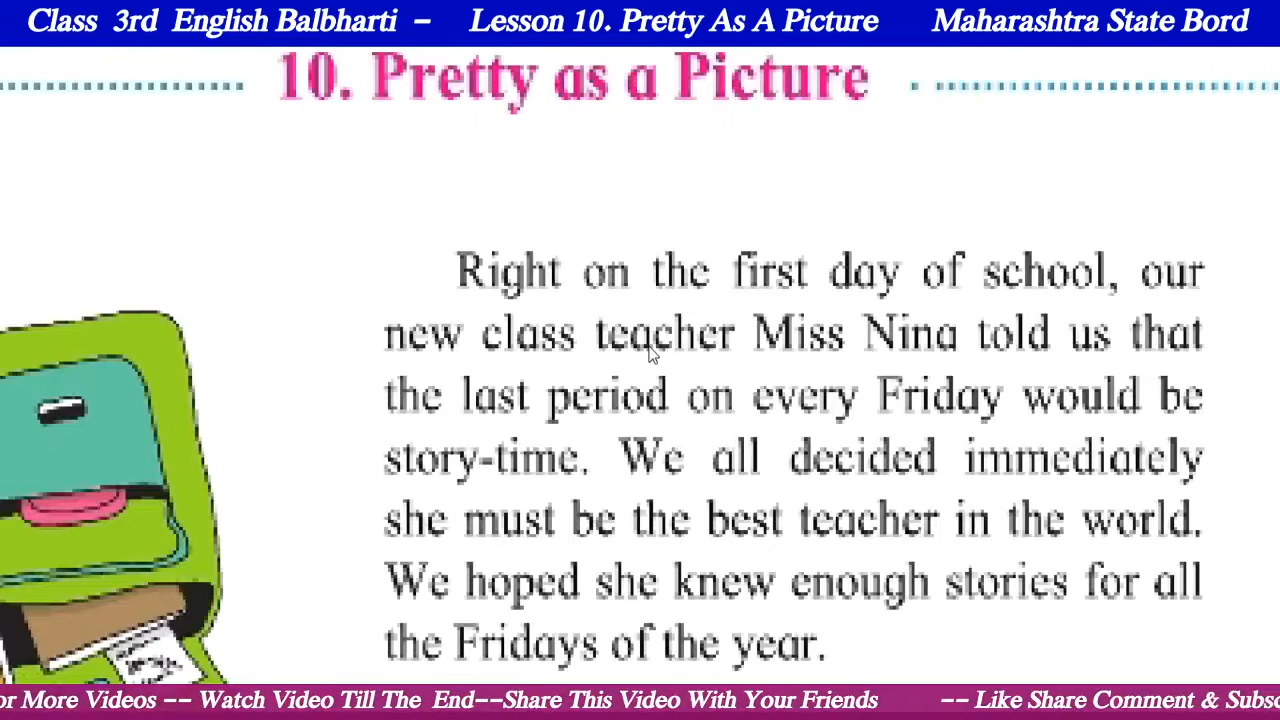 Class 3rd English Balbharti - Lesson 10. Pretty As A Picture Maharashtra State Bord
10. Pretty as a Picture
Right on the first day of school, our
new class teacher Miss Nina told us that
the last period on every Friday would be
story-time. We all decided immediately
she must be the best teacher in the world.
We hoped she knew enough stories for all
the Fridays of the year.
or More Videos -- Watch Video Till The End--Share This Video With Your Friends -- Like Share Comment & Subs